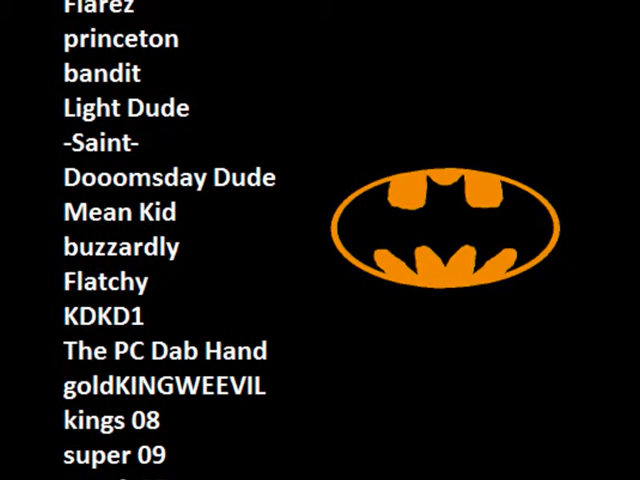 Flarez
princeton
bandit
Light Dude
-Saint-
Dooomsday Dude
Mean Kid
buzzardly
Flatchy
KDKD1
The PC Dab Hand
goldKINGWEEVIL
kings 08
super 09